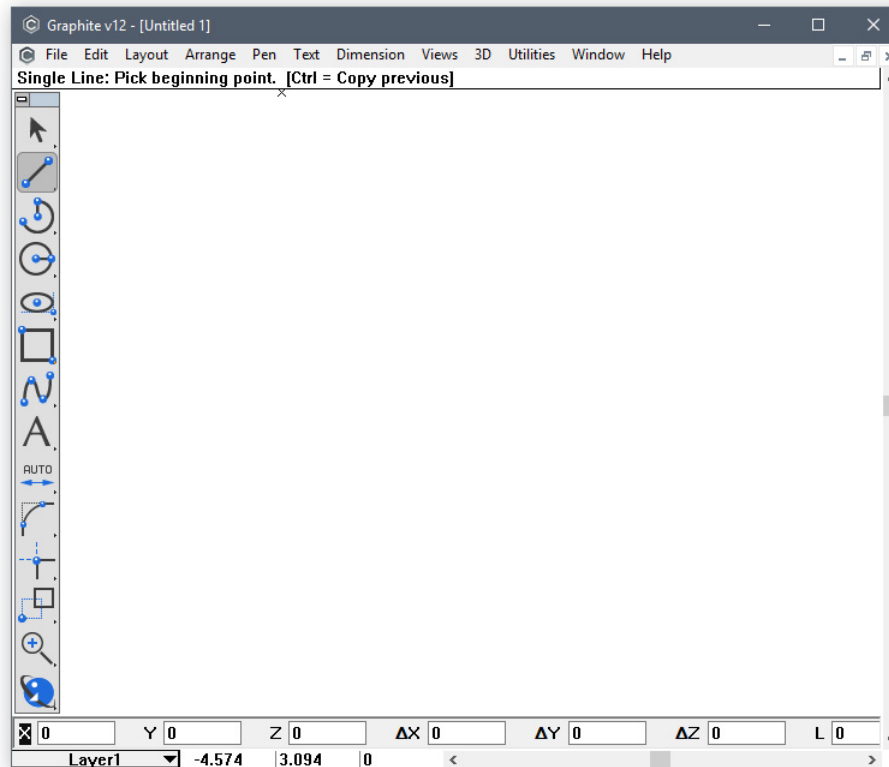 Graphite v12 - [Untitled 1]
File Edit Layout Arrange Pen Text Dimension Views 3D Utilities Window Help
Single Line: Pick beginning point. [Ctrl = Copy previous]
A
AUTO
X 0 Y 0 Z 0 ΔX 0 ΔY 0 ΔZ 0 L 0
Layer1 -4.574 3.094 0